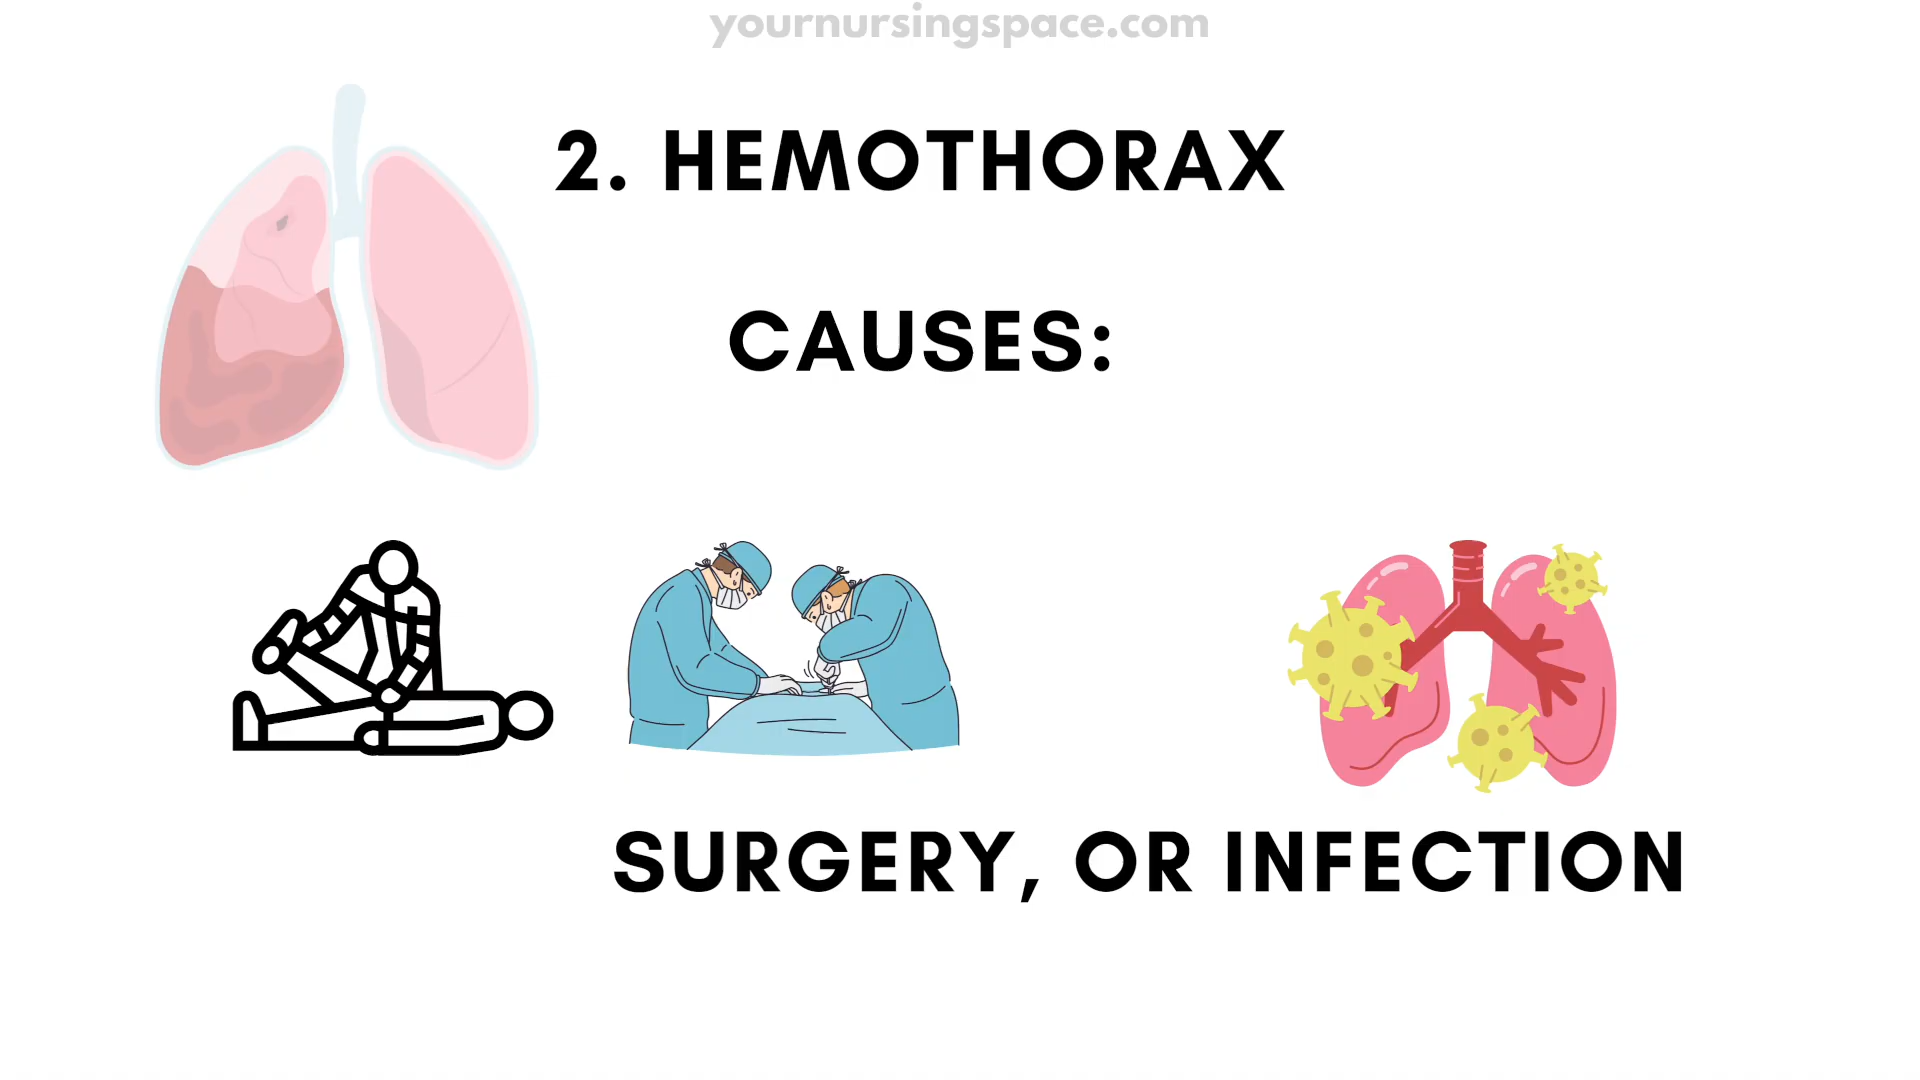 yournursingspace.com
2. HEMOTHORAX
CAUSES:
SURGERY, OR INFECTION